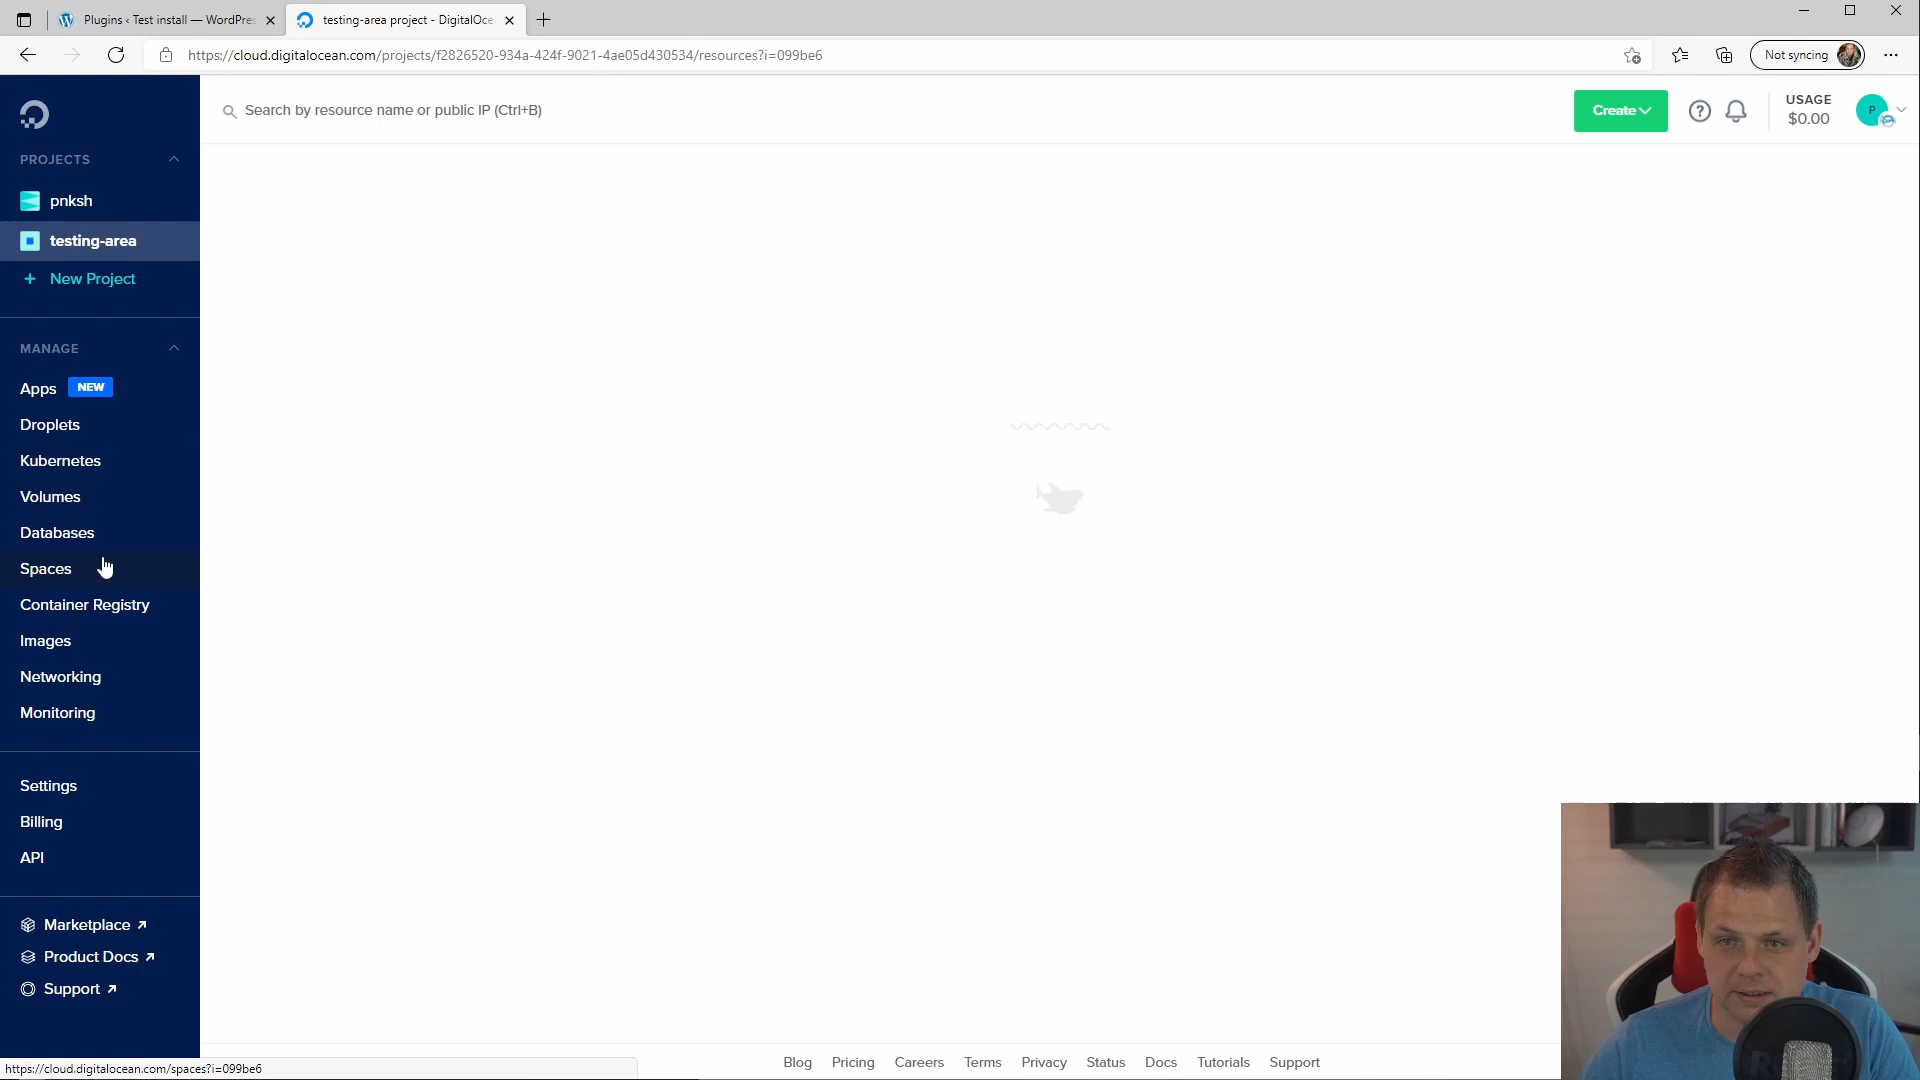 Plugins ‹ Test install — WordPres
testing-area project - DigitalOce
https://cloud.digitalocean.com/projects/f2826520-934a-424f-9021-4ae05d430534/resources?i=099be6
Not syncing
Search by resource name or public IP (Ctrl+B)
Create
USAGE
$0.00
P
PROJECTS
pnksh
testing-area
+ New Project
MANAGE
Apps NEW
Droplets
Kubernetes
Volumes
Databases
Spaces
Container Registry
Images
Networking
Monitoring
Settings
Billing
API
Marketplace
Product Docs
Support
Blog Pricing Careers Terms Privacy Status Docs Tutorials Support
https://cloud.digitalocean.com/spaces?i=099be6